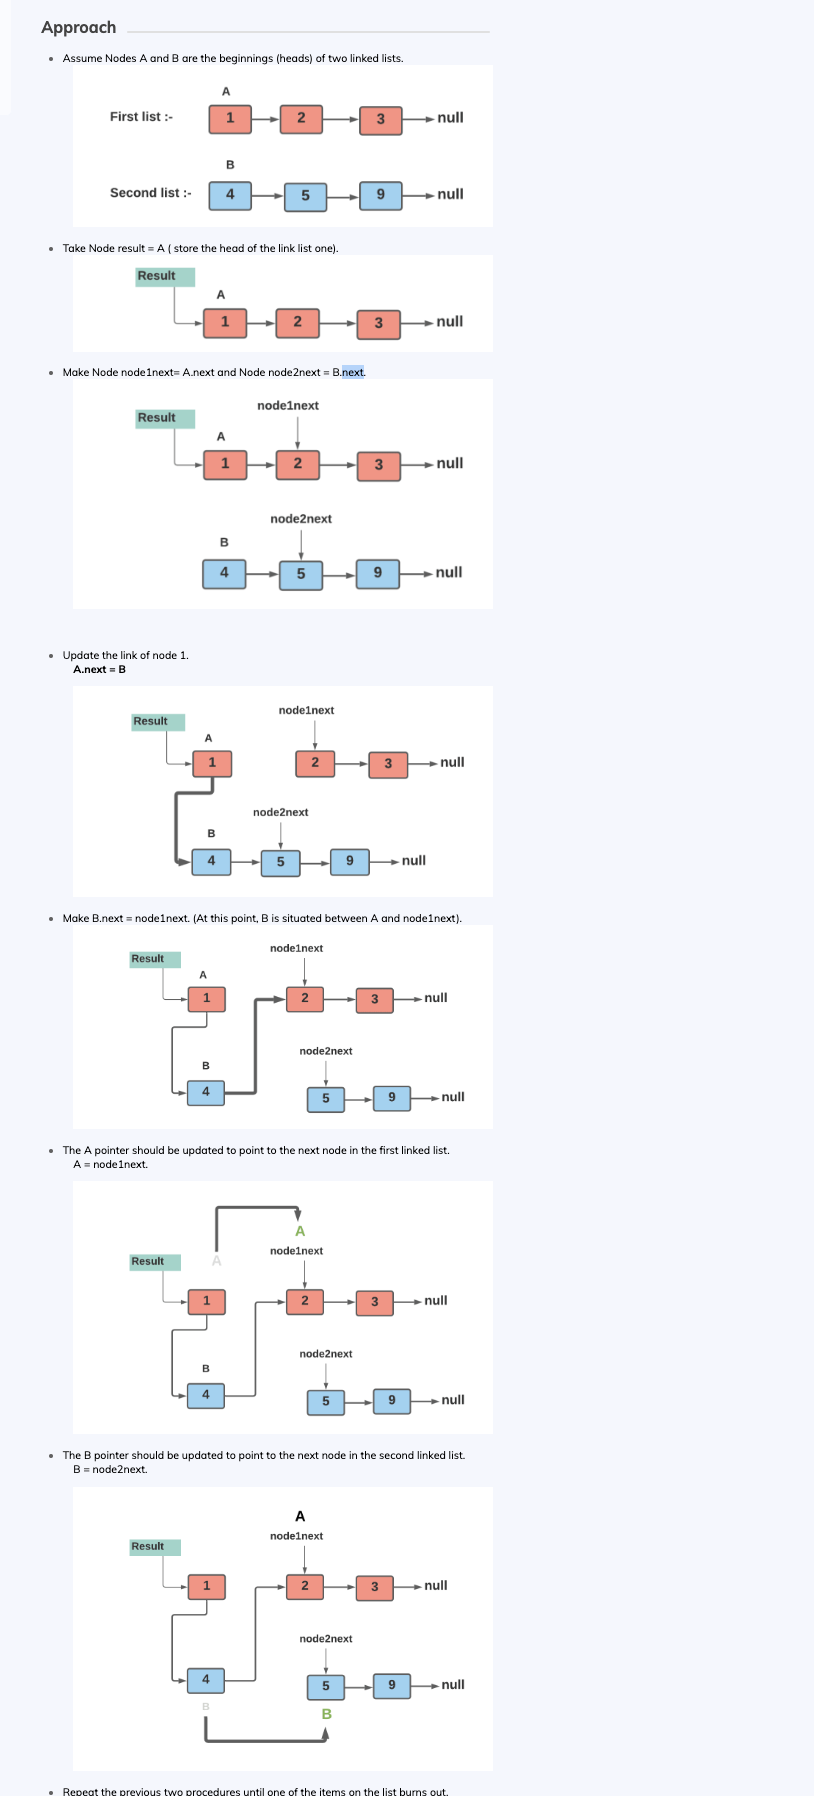 Approach
Assume Nodes A and B are the beginnings (heads) of two linked lists.
A
First list :- 1 2 3 null
B
Second list :- 4 5 9 null
Take Node result = A ( store the head of the link list one).
Result
A
1 2 3 null
Make Node node1next= A.next and Node node2next = B.next.
node1next
Result
A
1 2 3 null
node2next
B
4 5 9 null
Update the link of node 1.
A.next = B
node1next
Result
A
1 2 3 null
node2next
B
4 5 9 null
Make B.next = node1next. (At this point, B is situated between A and node1next).
node1next
Result
A
1 2 3 null
node2next
B
4 5 9 null
The A pointer should be updated to point to the next node in the first linked list.
A = node1next.
A
node1next
Result A
1 2 3 null
node2next
B
4 5 9 null
The B pointer should be updated to point to the next node in the second linked list.
B = node2next.
A
node1next
Result
1 2 3 null
node2next
4 5 9 null
B B
Repeat the previous two procedures until one of the items on the list burns out.